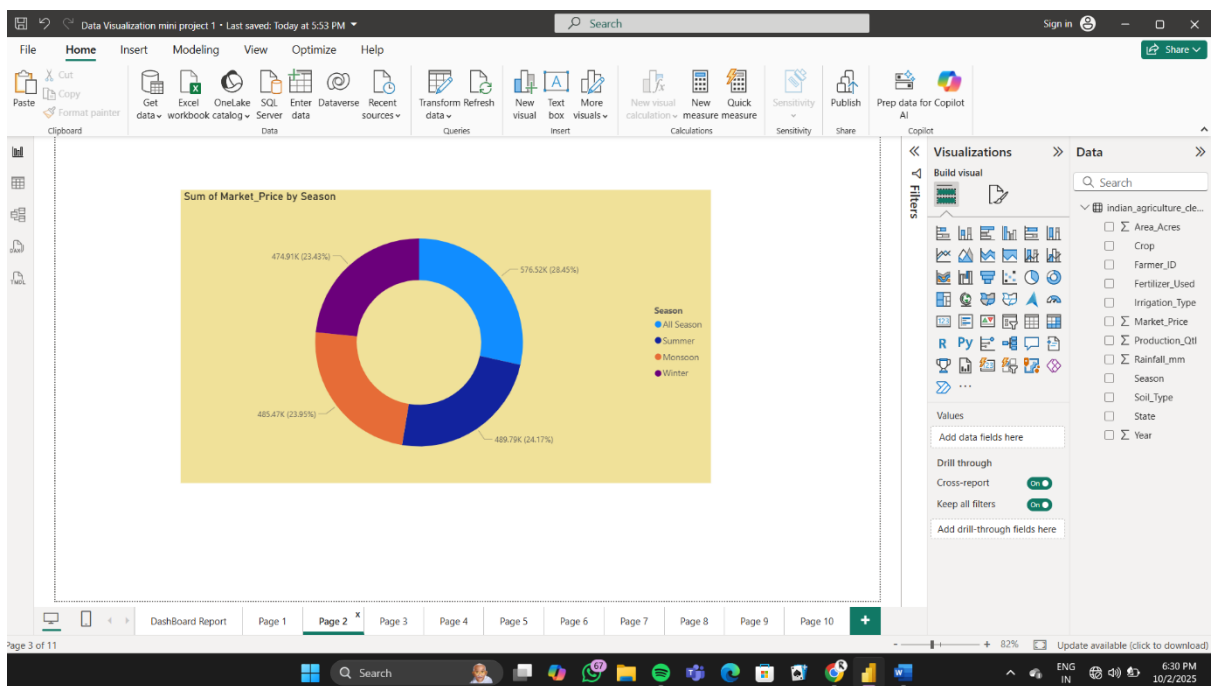 Data Visualization mini project 1 • Last saved: Today at 5:53 PM
Search
Sign in
File Home Insert Modeling View Optimize Help
Share
Paste
Cut
Copy
Format painter
Get data
Excel workbook
OneLake catalog
SQL Server
Enter data
Dataverse
Recent sources
Transform data
Refresh
New visual
Text box
More visuals
New visual calculation
New measure
Quick measure
Sensitivity
Publish
Prep data for AI
Copilot
Clipboard
Data
Queries
Insert
Calculations
Sensitivity
Share
Copilot
DAX
TMDL
Sum of Market_Price by Season
474.91K (23.43%)
576.52K (28.45%)
485.47K (23.95%)
489.79K (24.17%)
Season
All Season
Summer
Monsoon
Winter
Filters
Visualizations
Build visual
123
R Py
Values
Add data fields here
Drill through
Cross-report
On
Keep all filters
On
Add drill-through fields here
Data
Search
indian_agriculture_cle...
Area_Acres
Crop
Farmer_ID
Fertilizer_Used
Irrigation_Type
Market_Price
Production_Qtl
Rainfall_mm
Season
Soil_Type
State
Year
DashBoard Report
Page 1
Page 2
Page 3
Page 4
Page 5
Page 6
Page 7
Page 8
Page 9
Page 10
Page 3 of 11
82%
Update available (click to download)
Search
67
ENG
IN
6:30 PM
10/2/2025